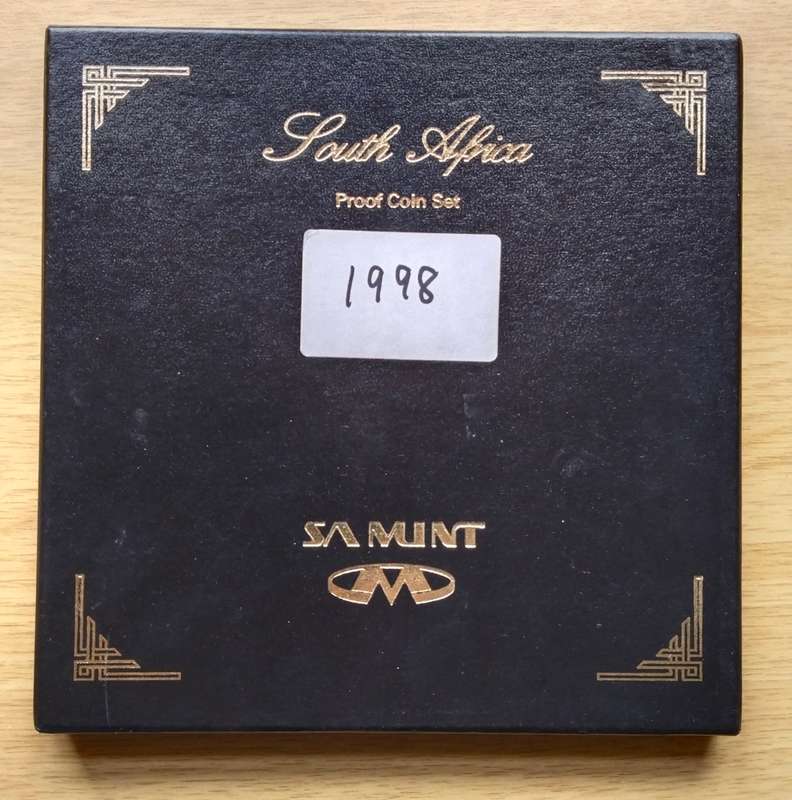 South Africa
Proof Coin Set
1998
SA MINT